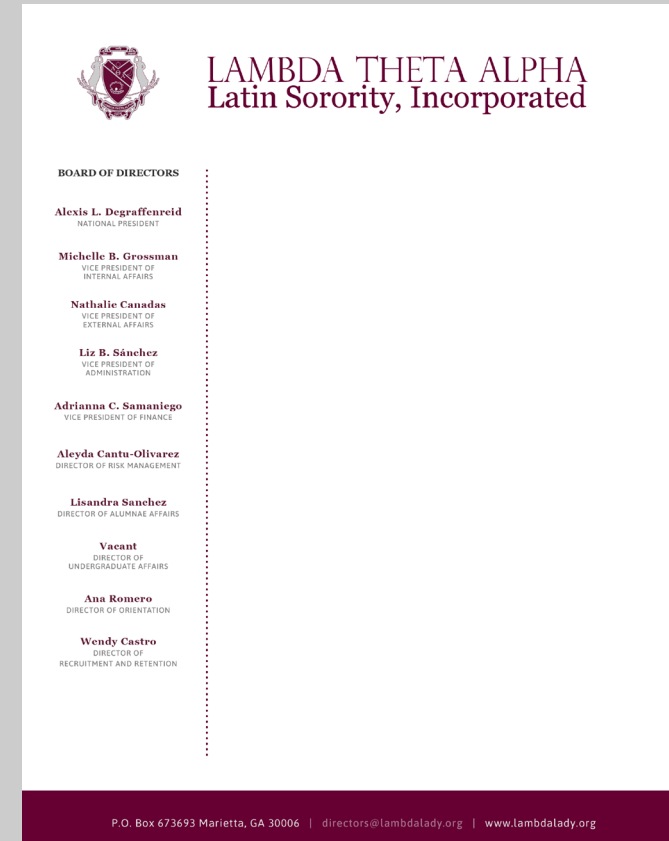 LAMBDA THETA ALPHA
Latin Sorority, Incorporated
BOARD OF DIRECTORS
Alexis L. Degraffenreid
NATIONAL PRESIDENT
Michelle B. Grossman
VICE PRESIDENT OF
INTERNAL AFFAIRS
Nathalie Canadas
VICE PRESIDENT OF
EXTERNAL AFFAIRS
Liz B. Sánchez
VICE PRESIDENT OF
ADMINISTRATION
Adrianna C. Samaniego
VICE PRESIDENT OF FINANCE
Aleyda Cantu-Olivarez
DIRECTOR OF RISK MANAGEMENT
Lisandra Sanchez
DIRECTOR OF ALUMNAE AFFAIRS
Vacant
DIRECTOR OF
UNDERGRADUATE AFFAIRS
Ana Romero
DIRECTOR OF ORIENTATION
Wendy Castro
DIRECTOR OF
RECRUITMENT AND RETENTION
P.O. Box 673693 Marietta, GA 30006 | directors@lambdalady.org | www.lambdalady.org